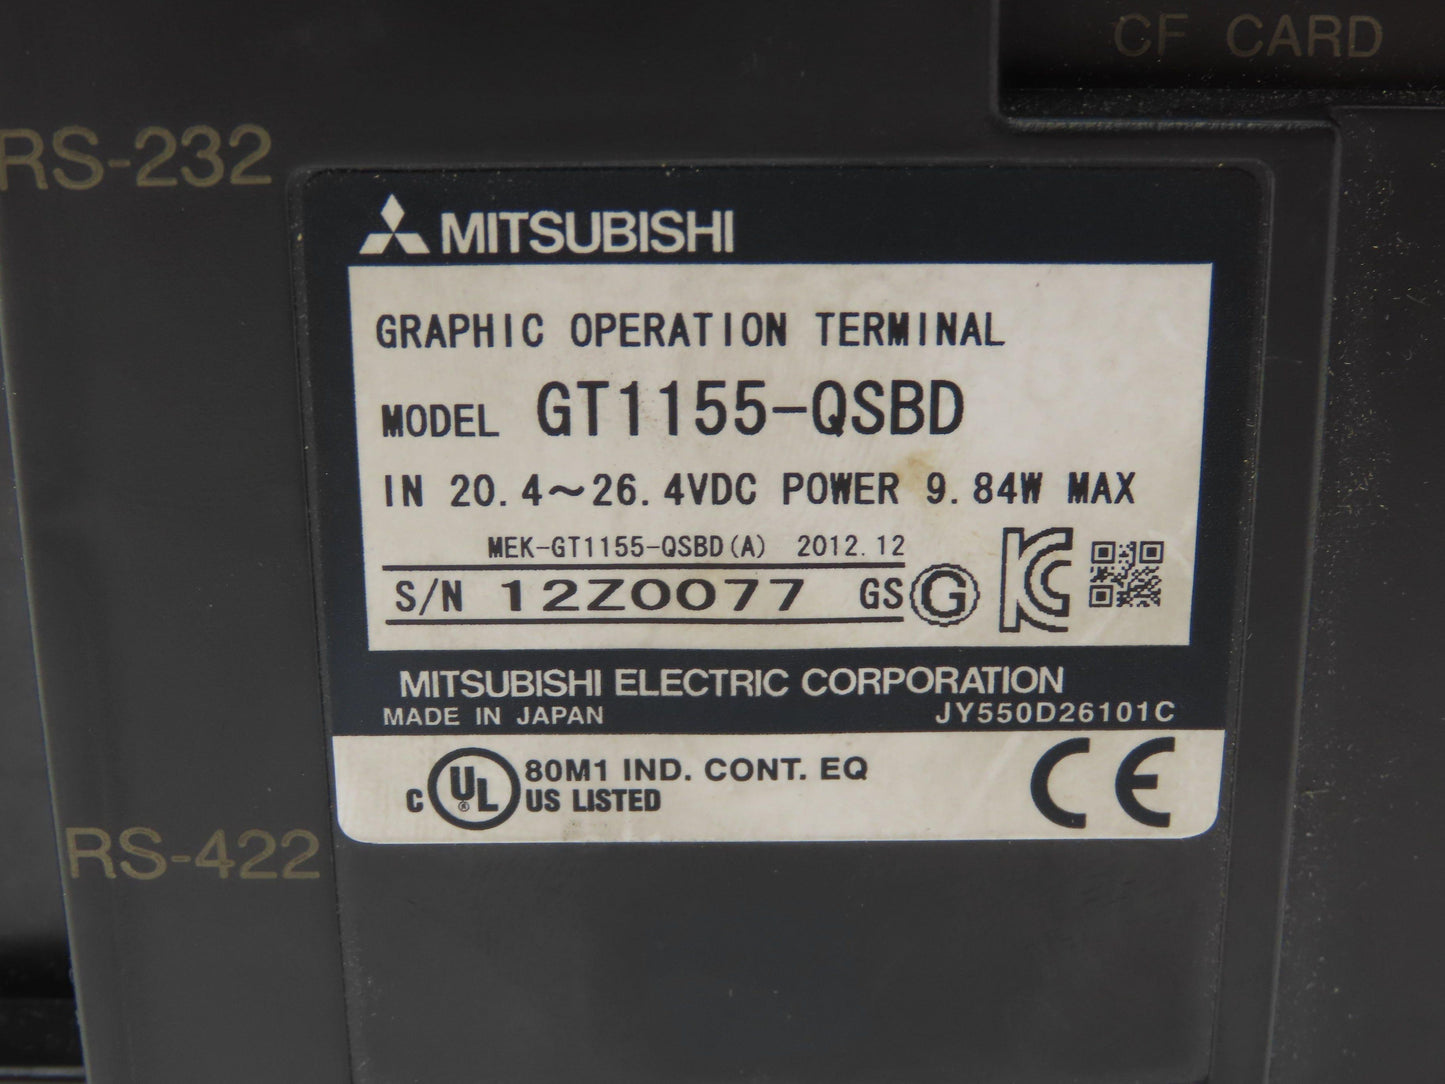 CF CARD
RS-232
MITSUBISHI
GRAPHIC OPERATION TERMINAL
MODEL GT1155-QSBD
IN 20.4～26.4VDC POWER 9.84W MAX
MEK-GT1155-QSBD(A) 2012.12
S/N 12Z0077 GS G KC
MITSUBISHI ELECTRIC CORPORATION
MADE IN JAPAN JY550D26101C
C UL® 80M1 IND. CONT. EQ
US LISTED
CE
RS-422